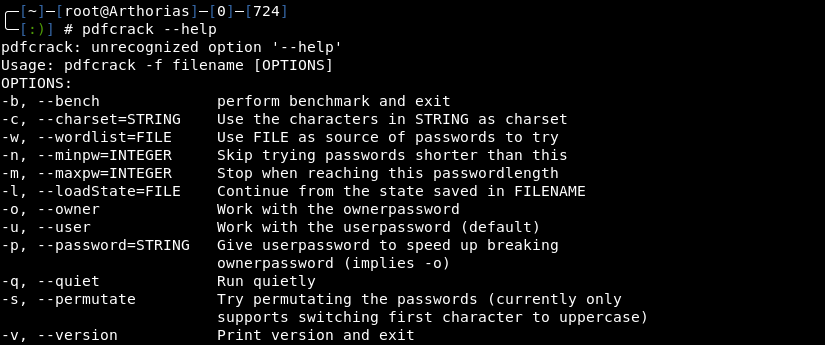 ┌─[~]─[root@Arthorias]─[0]─[724]
└─[:)] # pdfcrack --help
pdfcrack: unrecognized option '--help'
Usage: pdfcrack -f filename [OPTIONS]
OPTIONS:
-b, --bench             perform benchmark and exit
-c, --charset=STRING    Use the characters in STRING as charset
-w, --wordlist=FILE     Use FILE as source of passwords to try
-n, --minpw=INTEGER     Skip trying passwords shorter than this
-m, --maxpw=INTEGER     Stop when reaching this passwordlength
-l, --loadState=FILE    Continue from the state saved in FILENAME
-o, --owner             Work with the ownerpassword
-u, --user              Work with the userpassword (default)
-p, --password=STRING   Give userpassword to speed up breaking
                        ownerpassword (implies -o)
-q, --quiet             Run quietly
-s, --permutate         Try permutating the passwords (currently only
                        supports switching first character to uppercase)
-v, --version           Print version and exit